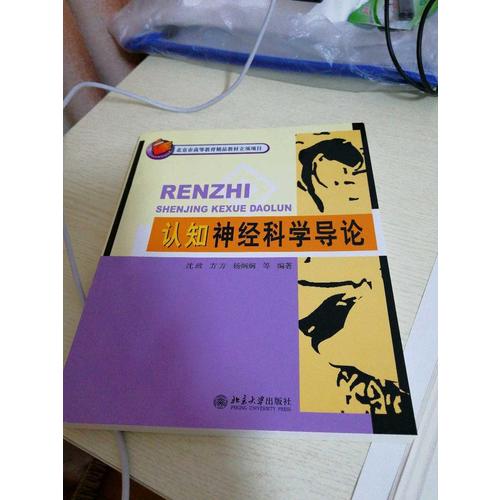 北京市高等教育精品教材立项项目
RENZHI
SHENJING KEXUE DAOLUN
认知神经科学导论
沈政 方方 杨炯炯 等 编著
北京大学出版社
PEKING UNIVERSITY PRESS